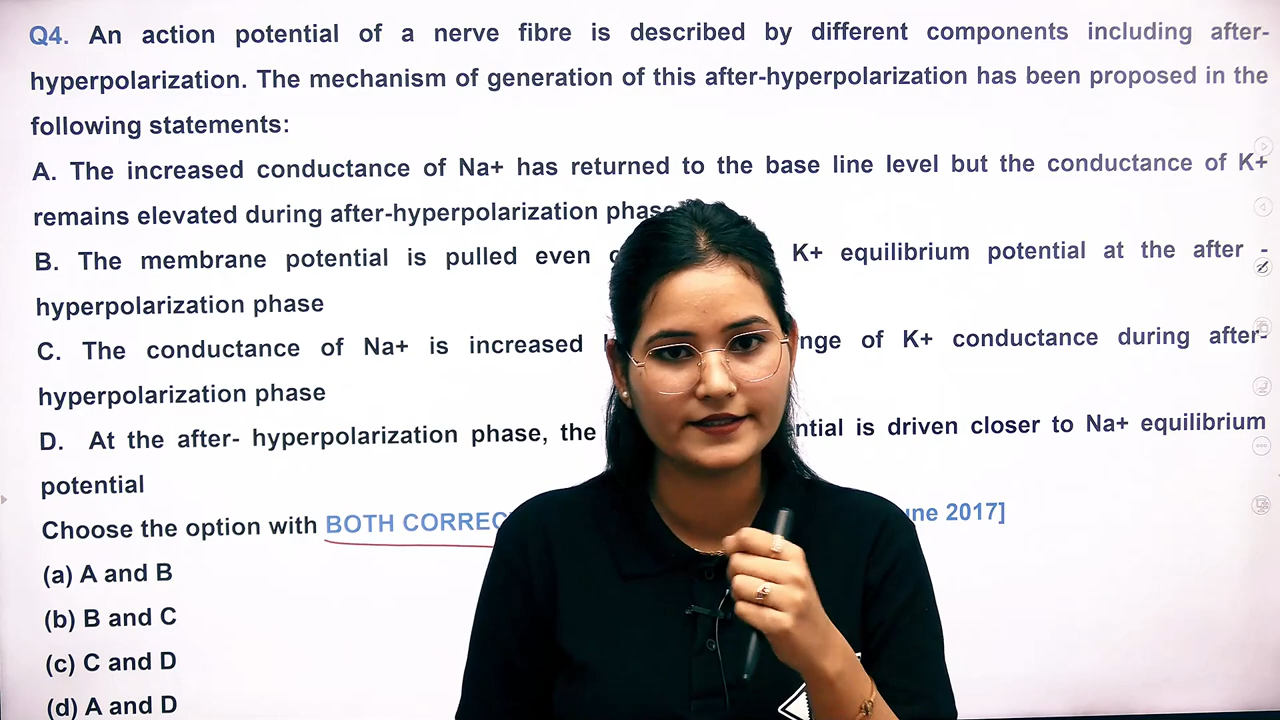 Q4. An action potential of a nerve fibre is described by different components including after-
hyperpolarization. The mechanism of generation of this after-hyperpolarization has been proposed in the
following statements:
A. The increased conductance of Na+ has returned to the base line level but the conductance of K+
remains elevated during after-hyperpolarization phase
B. The membrane potential is pulled even K+ equilibrium potential at the after -
hyperpolarization phase
C. The conductance of Na+ is increased of K+ conductance during after-
hyperpolarization phase
D. At the after- hyperpolarization phase, the is driven closer to Na+ equilibrium
potential
Choose the option with BOTH 2017]
(a) A and B
(b) B and C
(c) C and D
(d) A and D